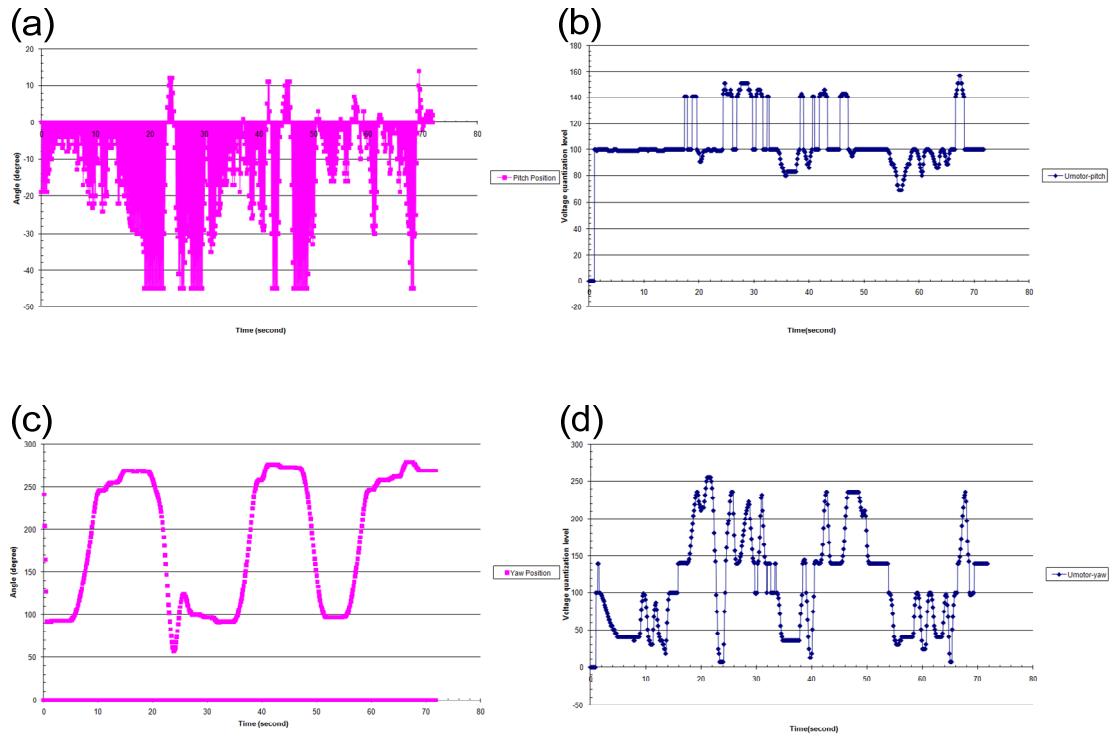 (a)
20
10
0
-10
-20
-30
-40
-50
0 10 20 30 40 50 60 70 80
Angle (degree)
Time (second)
Pitch Position
(b)
180
160
140
120
100
80
60
40
20
0
-20
0 10 20 30 40 50 60 70 80
Voltage quantization level
Time(second)
Umotor-pitch
(c)
300
250
200
150
100
50
0
0 10 20 30 40 50 60 70 80
Angle (degree)
Time (second)
Yaw Position
(d)
300
250
200
150
100
50
0
-50
0 10 20 30 40 50 60 70 80
Voltage quantization level
Time(second)
Umotor-yaw